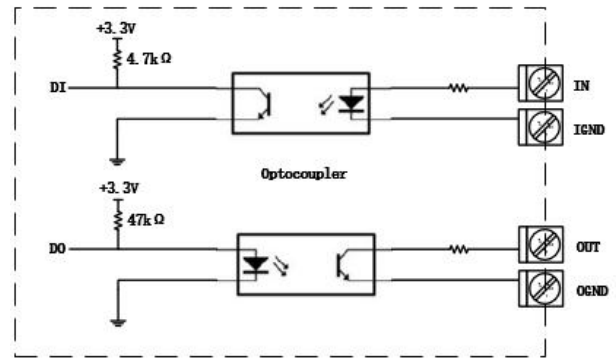 +3.3V
4.7kΩ
DI
IN
IGND
Optocoupler
+3.3V
47kΩ
DO
OUT
OGND